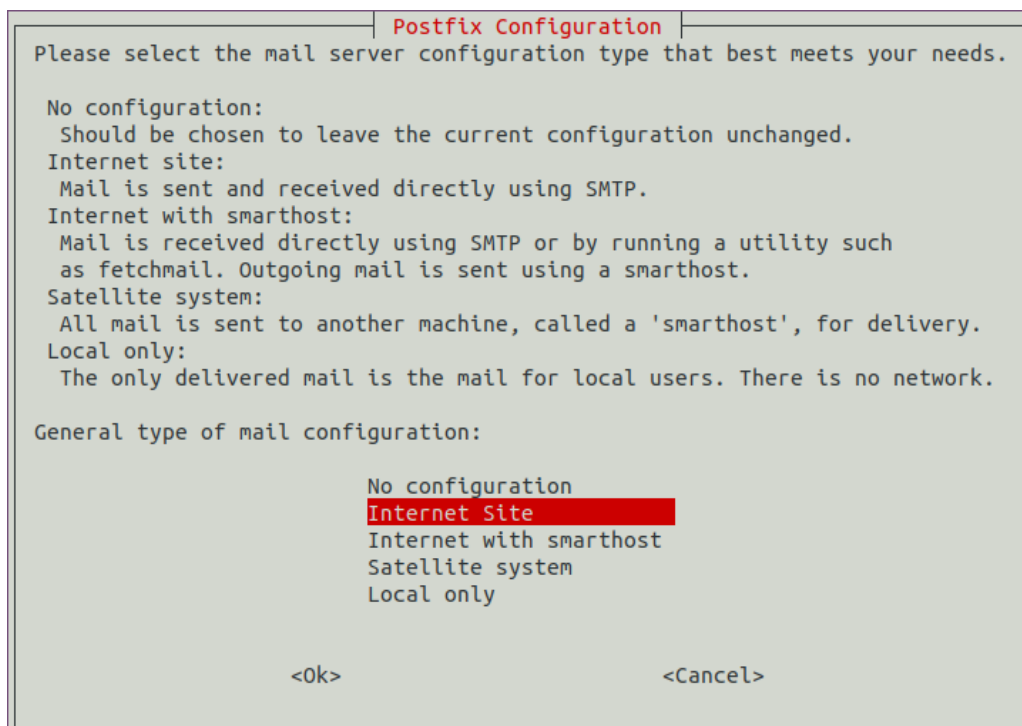 Postfix Configuration
Please select the mail server configuration type that best meets your needs.
No configuration:
Should be chosen to leave the current configuration unchanged.
Internet site:
Mail is sent and received directly using SMTP.
Internet with smarthost:
Mail is received directly using SMTP or by running a utility such
as fetchmail. Outgoing mail is sent using a smarthost.
Satellite system:
All mail is sent to another machine, called a 'smarthost', for delivery.
Local only:
The only delivered mail is the mail for local users. There is no network.
General type of mail configuration:
No configuration
Internet Site
Internet with smarthost
Satellite system
Local only
<Ok> <Cancel>